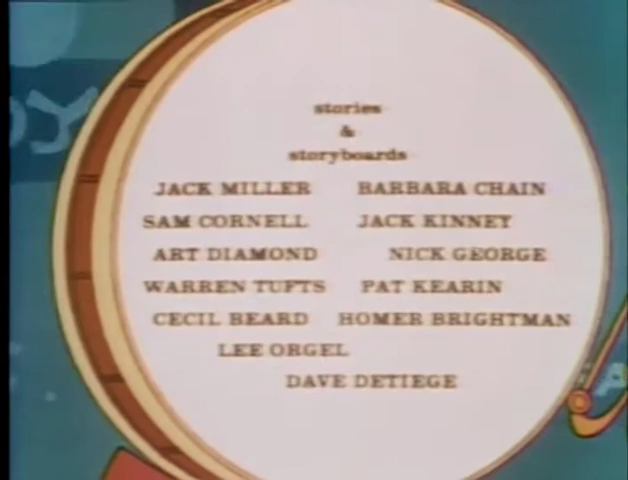 stories
&
storyboards
JACK MILLER BARBARA CHAIN
SAM CORNELL JACK KINNEY
ART DIAMOND NICK GEORGE
WARREN TUFTS PAT KEARIN
CECIL BEARD HOMER BRIGHTMAN
LEE ORGEL
DAVE DETIEGE